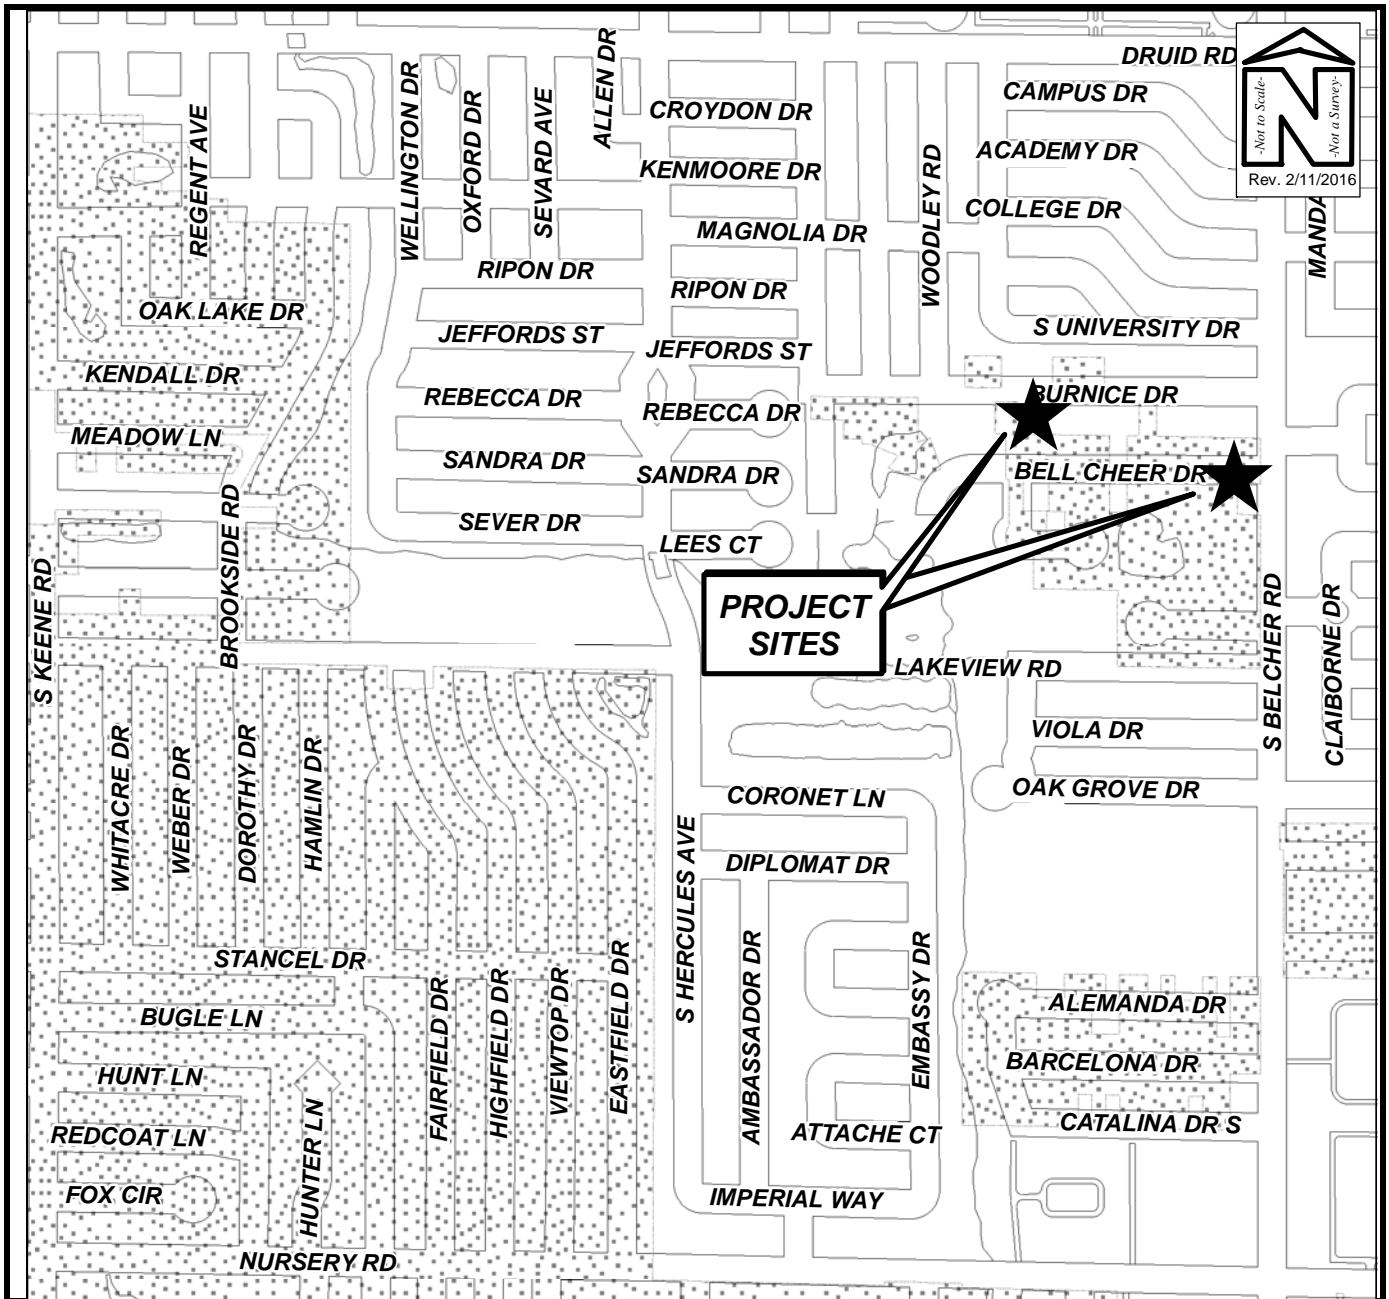 DRUID RD
-Not to Scale-
-Not a Survey-
Rev. 2/11/2016
CAMPUS DR
ALLEN DR
CROYDON DR
WELLINGTON DR
OXFORD DR
SEVARD AVE
REGENT AVE
ACADEMY DR
KENMOORE DR
WOODLEY RD
COLLEGE DR
MAGNOLIA DR
MANDA
RIPON DR
RIPON DR
OAK LAKE DR
S UNIVERSITY DR
JEFFORDS ST
JEFFORDS ST
KENDALL DR
BURNICE DR
REBECCA DR
REBECCA DR
MEADOW LN
SANDRA DR
SANDRA DR
BELL CHEER DR
SEVER DR
LEES CT
BROOKSIDE RD
S KEENE RD
PROJECT
SITES
S BELCHER RD
CLAIBORNE DR
LAKEVIEW RD
VIOLA DR
WHITACRE DR
WEBER DR
DOROTHY DR
HAMLIN DR
OAK GROVE DR
CORONET LN
DIPLOMAT DR
S HERCULES AVE
STANCEL DR
AMBASSADOR DR
EMBASSY DR
ALEMANDA DR
BUGLE LN
FAIRFIELD DR
HIGHFIELD DR
VIEWTOP DR
EASTFIELD DR
BARCELONA DR
HUNT LN
CATALINA DR S
REDCOAT LN
ATTACHE CT
HUNTER LN
FOX CIR
IMPERIAL WAY
NURSERY RD